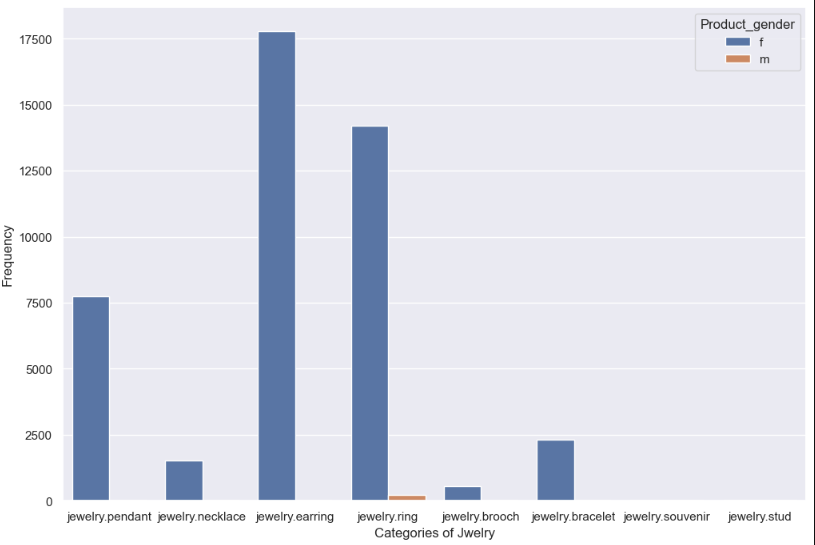 Product_gender
f
m
17500
15000
12500
10000
7500
5000
2500
0
Frequency
jewelry.pendant jewelry.necklace jewelry.earring jewelry.ring jewelry.brooch jewelry.bracelet jewelry.souvenir jewelry.stud
Categories of Jwelry